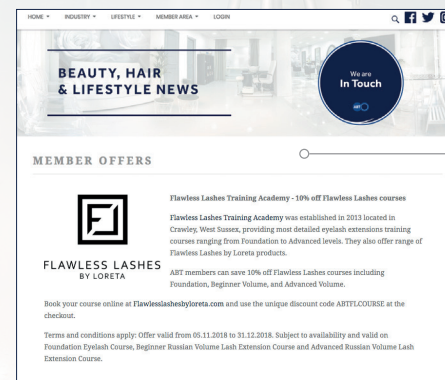 HOME INDUSTRY LIFESTYLE MEMBER AREA LOGIN
BEAUTY, HAIR
& LIFESTYLE NEWS
We are
In Touch
ABT
MEMBER OFFERS
Flawless Lashes Training Academy - 10% off Flawless Lashes courses
Flawless Lashes Training Academy was established in 2013 located in
Crawley, West Sussex, providing most detailed eyelash extensions training
courses ranging from Foundation to Advanced levels. They also offer range of
Flawless Lashes by Loreta products.
FLAWLESS LASHES
BY LORETA
ABT members can save 10% off Flawless Lashes courses including
Foundation, Beginner Volume, and Advanced Volume.
Book your course online at Flawlesslashesbyloreta.com and use the unique discount code ABTFLCOURSE at the
checkout.
Terms and conditions apply: Offer valid from 05.11.2018 to 31.12.2018. Subject to availability and valid on
Foundation Eyelash Course, Beginner Russian Volume Lash Extension Course and Advanced Russian Volume Lash
Extension Course.